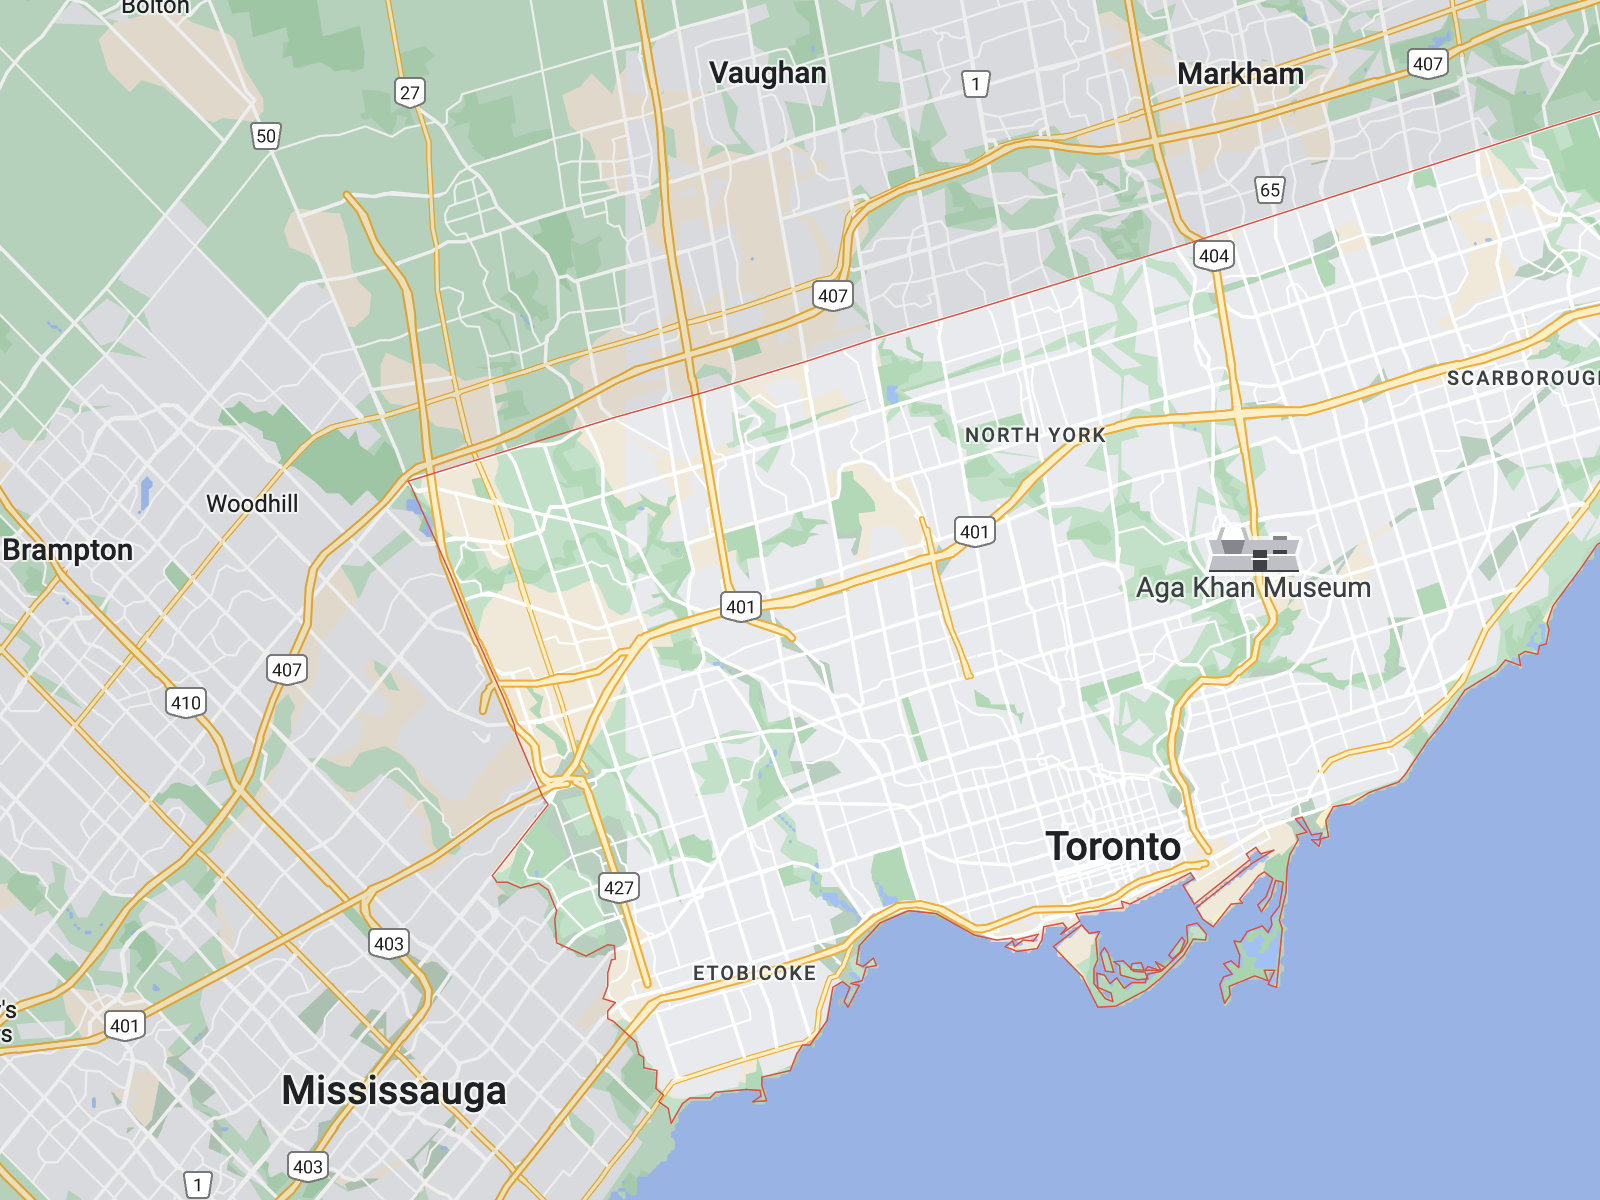 Bolton
Vaughan
Markham
407
27
1
50
65
404
407
SCARBOROUG
NORTH YORK
Woodhill
401
Brampton
Aga Khan Museum
401
407
410
Toronto
427
403
ETOBICOKE
's
s
401
Mississauga
403
1